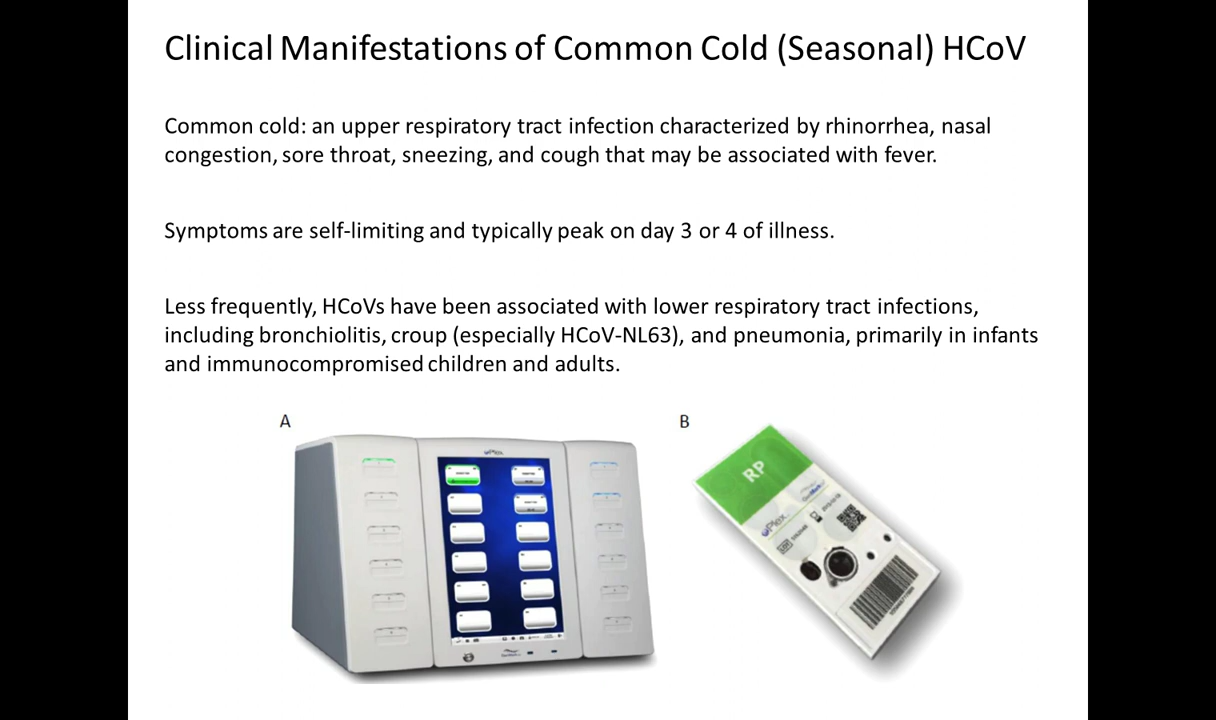 Clinical Manifestations of Common Cold (Seasonal) HCoV
Common cold: an upper respiratory tract infection characterized by rhinorrhea, nasal
congestion, sore throat, sneezing, and cough that may be associated with fever.
Symptoms are self-limiting and typically peak on day 3 or 4 of illness.
Less frequently, HCoVs have been associated with lower respiratory tract infections,
including bronchiolitis, croup (especially HCoV-NL63), and pneumonia, primarily in infants
and immunocompromised children and adults.
A
B
ePlex
RP
ePlex